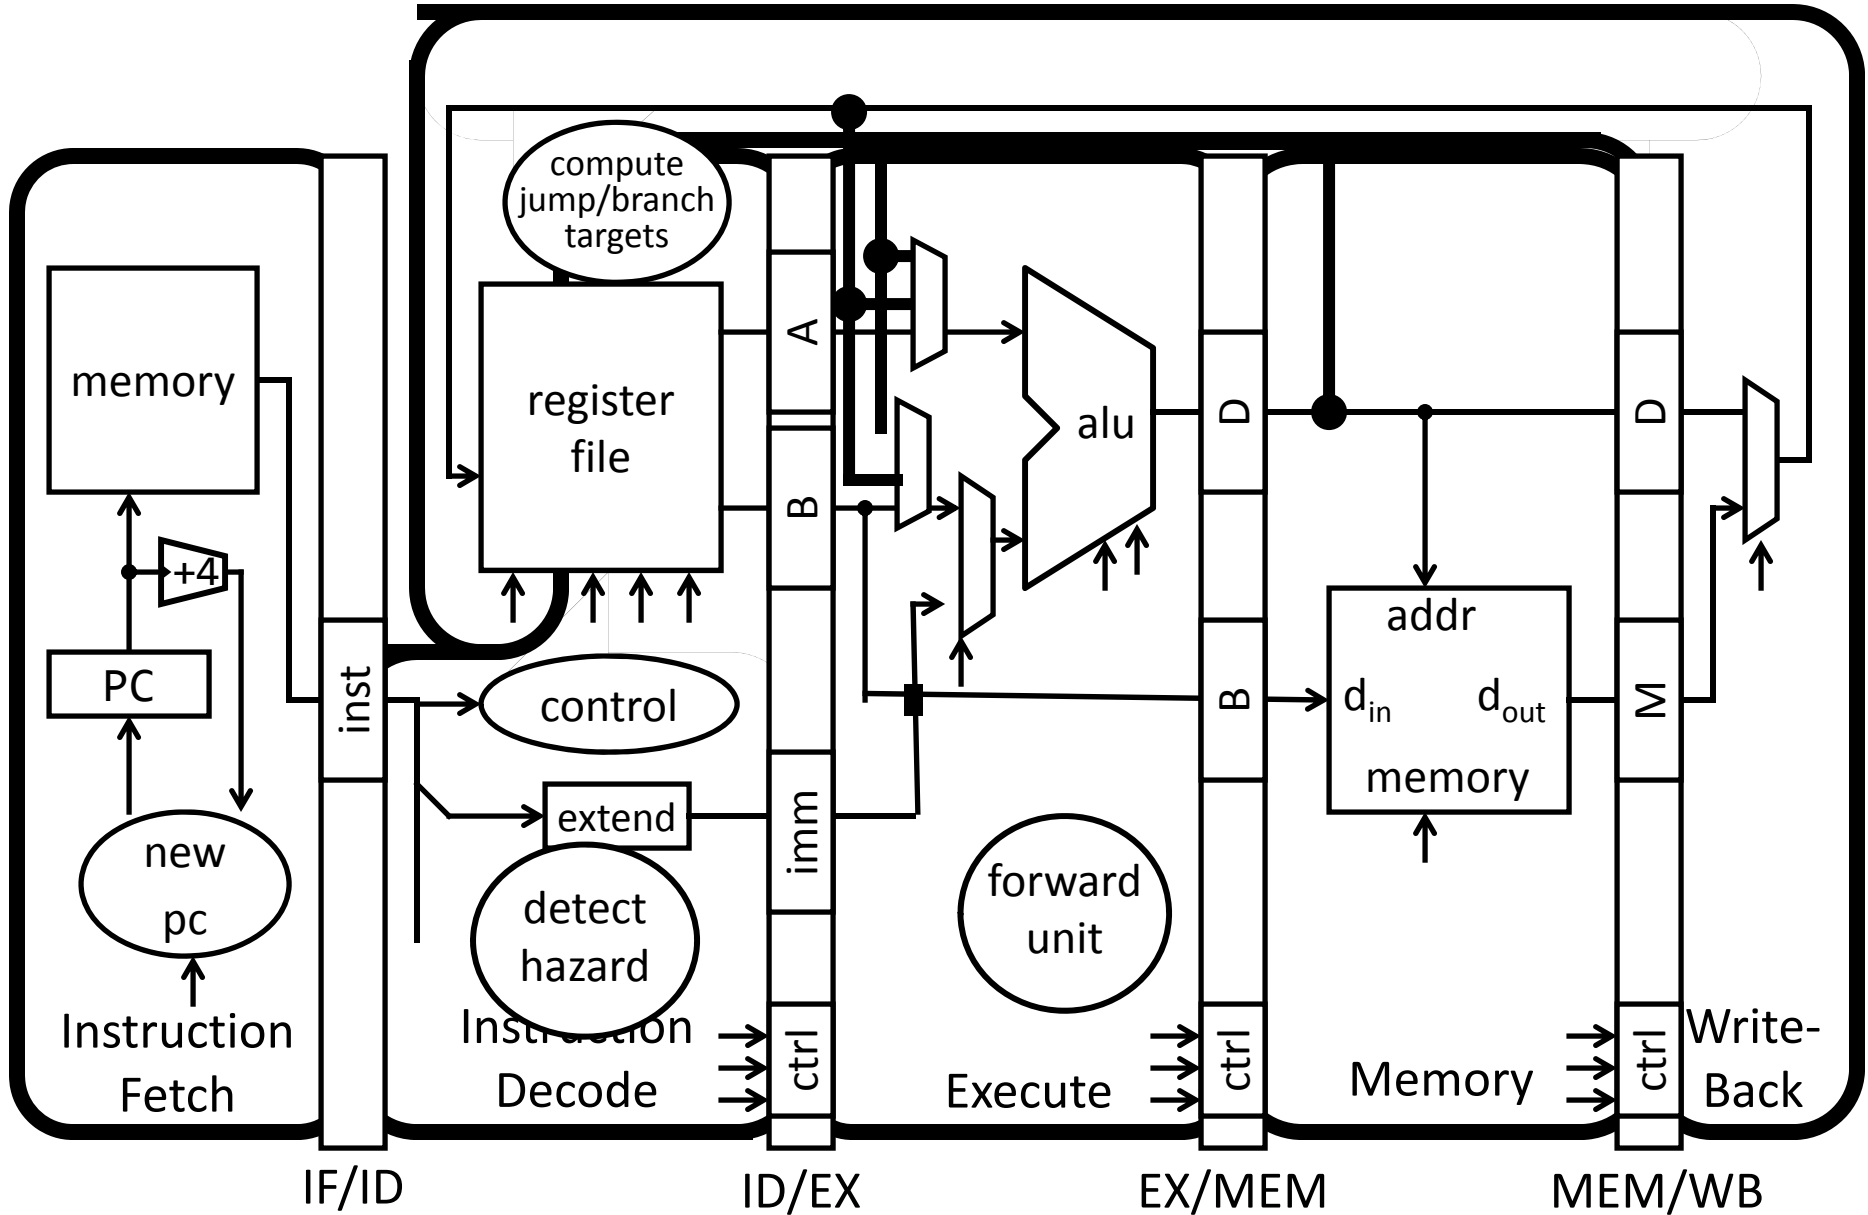 compute
jump/branch
targets
memory
+4
PC
new
pc
Instruction
Fetch
inst
register
file
control
extend
detect
hazard
Instruction
Decode
A
B
imm
ctrl
alu
forward
unit
Execute
D
B
ctrl
addr
din
dout
memory
Memory
D
M
ctrl
Write-
Back
IF/ID
ID/EX
EX/MEM
MEM/WB